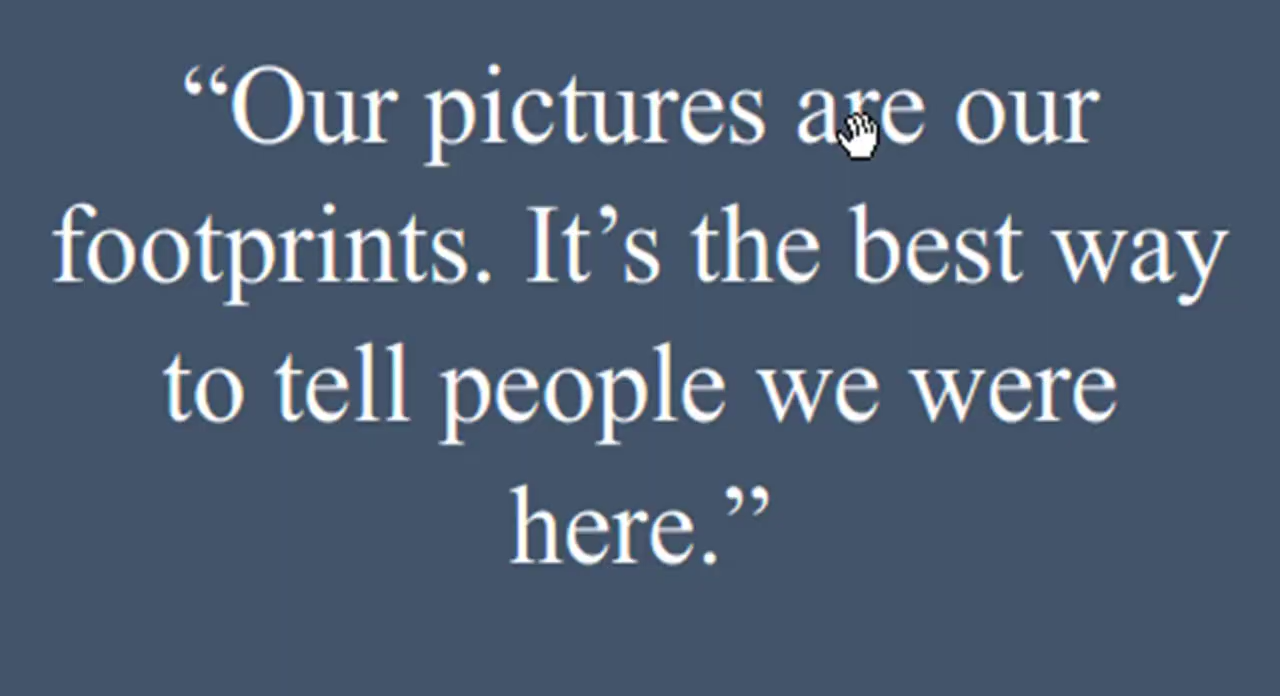 “Our pictures are our
footprints. It’s the best way
to tell people we were
here.”